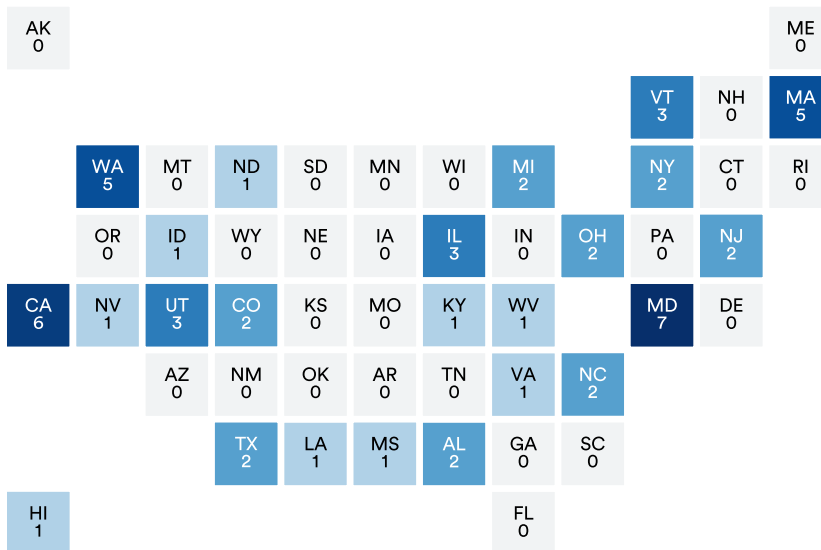 AK
0
ME
0
VT
3
NH
0
MA
5
WA
5
MT
0
ND
1
SD
0
MN
0
WI
0
MI
2
NY
2
CT
0
RI
0
OR
0
ID
1
WY
0
NE
0
IA
0
IL
3
IN
0
OH
2
PA
0
NJ
2
CA
6
NV
1
UT
3
CO
2
KS
0
MO
0
KY
1
WV
1
MD
7
DE
0
AZ
0
NM
0
OK
0
AR
0
TN
0
VA
1
NC
2
TX
2
LA
1
MS
1
AL
2
GA
0
SC
0
HI
1
FL
0